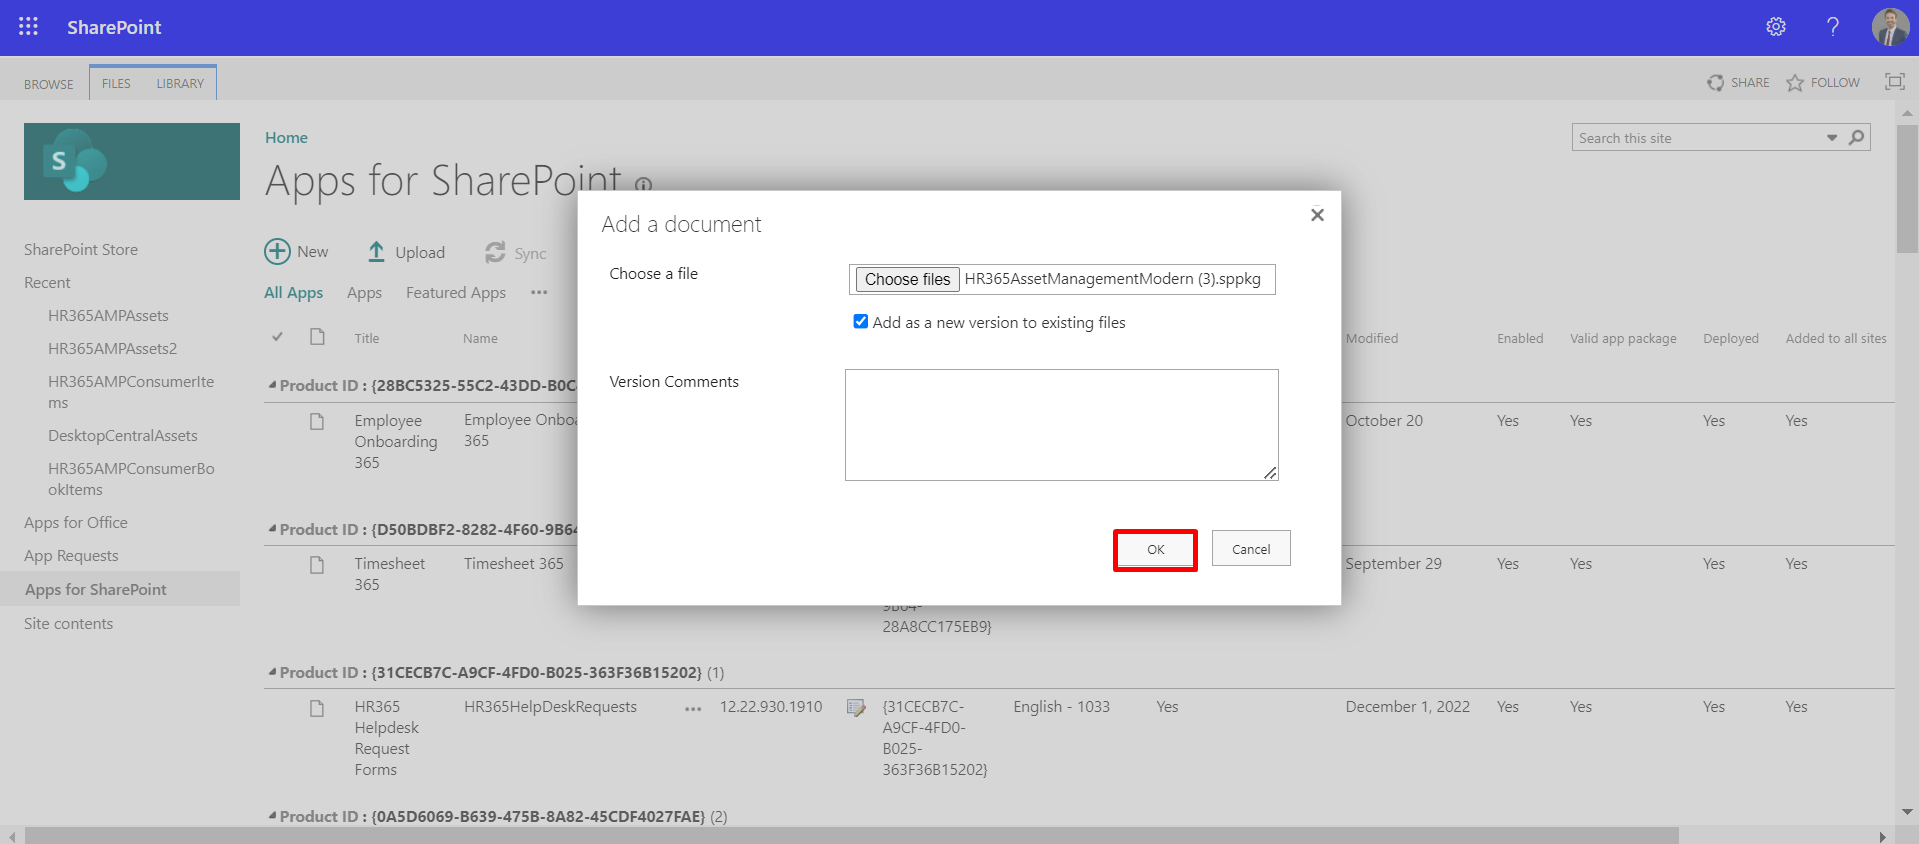 SharePoint
BROWSE
FILES
LIBRARY
SHARE
FOLLOW
S
Home
Search this site
Apps for SharePoint
SharePoint Store
Recent
HR365AMPAssets
HR365AMPAssets2
HR365AMPConsumerIte
ms
DesktopCentralAssets
HR365AMPConsumerBo
okItems
Apps for Office
App Requests
Apps for SharePoint
Site contents
New
Upload
Sync
All Apps
Apps
Featured Apps
Add a document
Choose a file
Choose files HR365AssetManagementModern (3).sppkg
Add as a new version to existing files
Version Comments
OK
Cancel
Title
Name
Modified
Enabled
Valid app package
Deployed
Added to all sites
Product ID : {28BC5325-55C2-43DD-B0C
Employee
Onboarding
365
Employee Onbo
365
October 20
Yes
Yes
Yes
Yes
Product ID : {D50BDBF2-8282-4F60-9B64
Timesheet
365
Timesheet 365
9B64-
28A8CC175EB9}
September 29
Yes
Yes
Yes
Yes
Product ID : {31CECB7C-A9CF-4FD0-B025-363F36B15202} (1)
HR365
Helpdesk
Request
Forms
HR365HelpDeskRequests
12.22.930.1910
{31CECB7C-
A9CF-4FD0-
B025-
363F36B15202}
English - 1033
Yes
December 1, 2022
Yes
Yes
Yes
Yes
Product ID : {0A5D6069-B639-475B-8A82-45CDF4027FAE} (2)